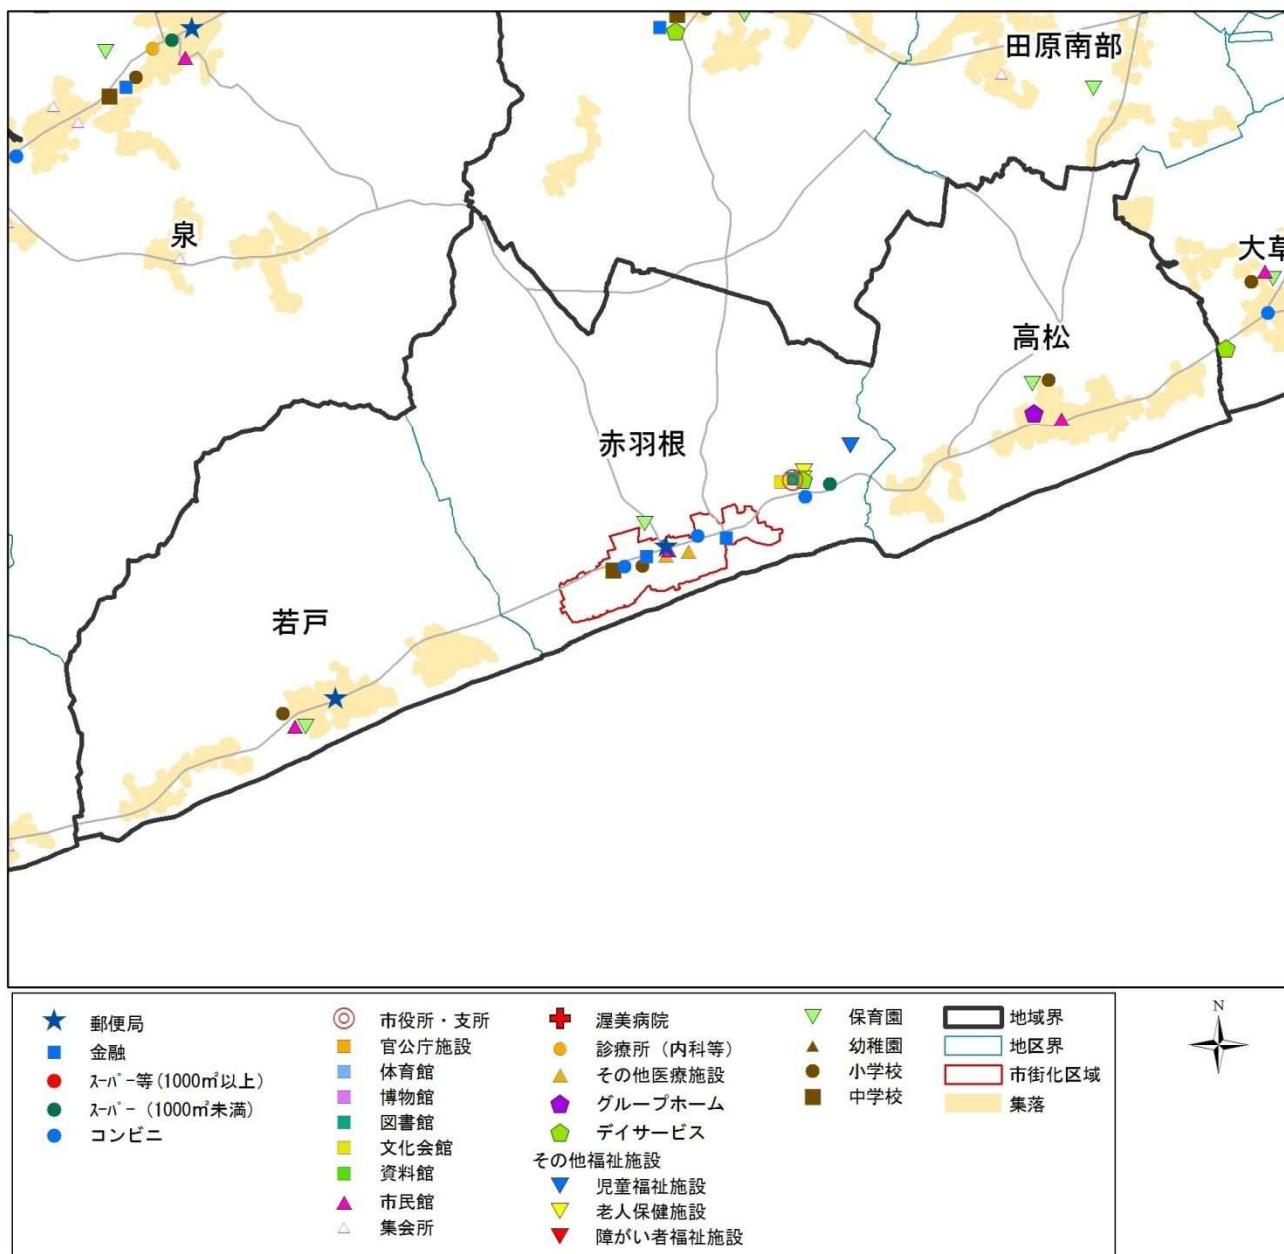 田原南部
泉
大草
高松
赤羽根
若戸
郵便局
金融
ｽｰﾊﾟｰ等(1000㎡以上)
ｽｰﾊﾟｰ（1000㎡未満）
コンビニ
市役所・支所
官公庁施設
体育館
博物館
図書館
文化会館
資料館
市民館
集会所
渥美病院
診療所（内科等）
その他医療施設
グループホーム
デイサービス
その他福祉施設
児童福祉施設
老人保健施設
障がい者福祉施設
保育園
幼稚園
小学校
中学校
地域界
地区界
市街化区域
集落
N